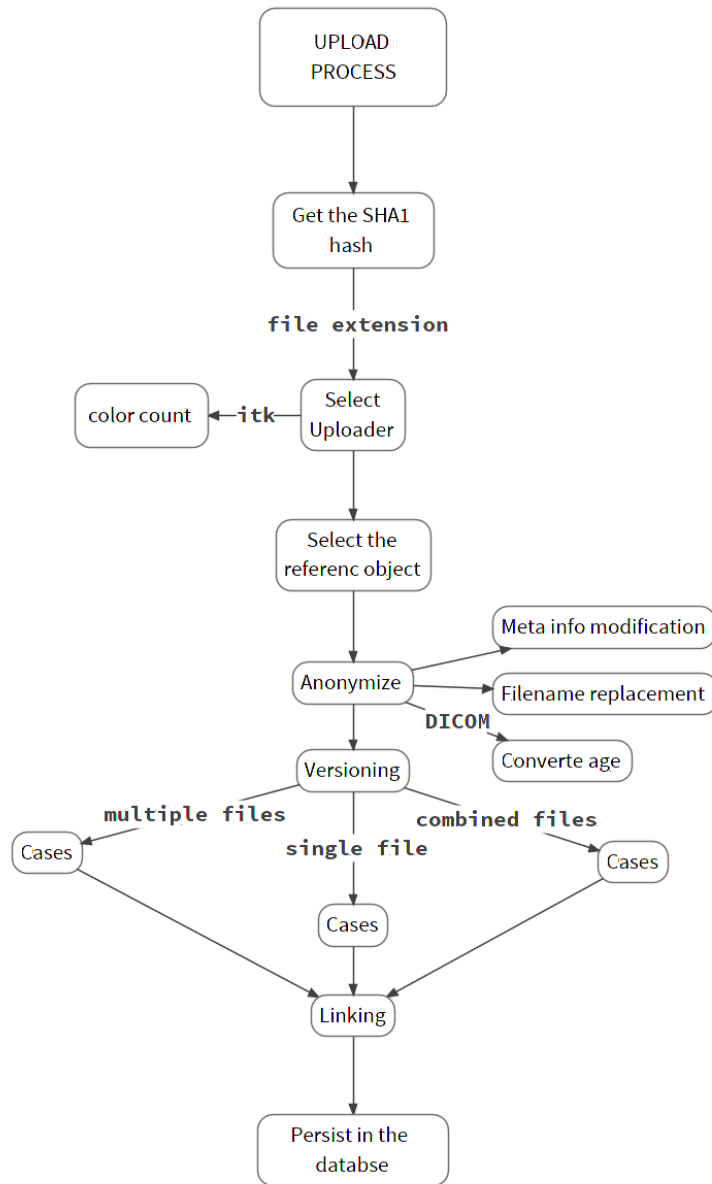 UPLOAD
PROCESS
Get the SHA1
hash
file extension
Select
Uploader
itk
color count
Select the
referenc object
Anonymize
Meta info modification
Filename replacement
DICOM
Converte age
Versioning
multiple files
single file
combined files
Cases
Cases
Cases
Linking
Persist in the
databse